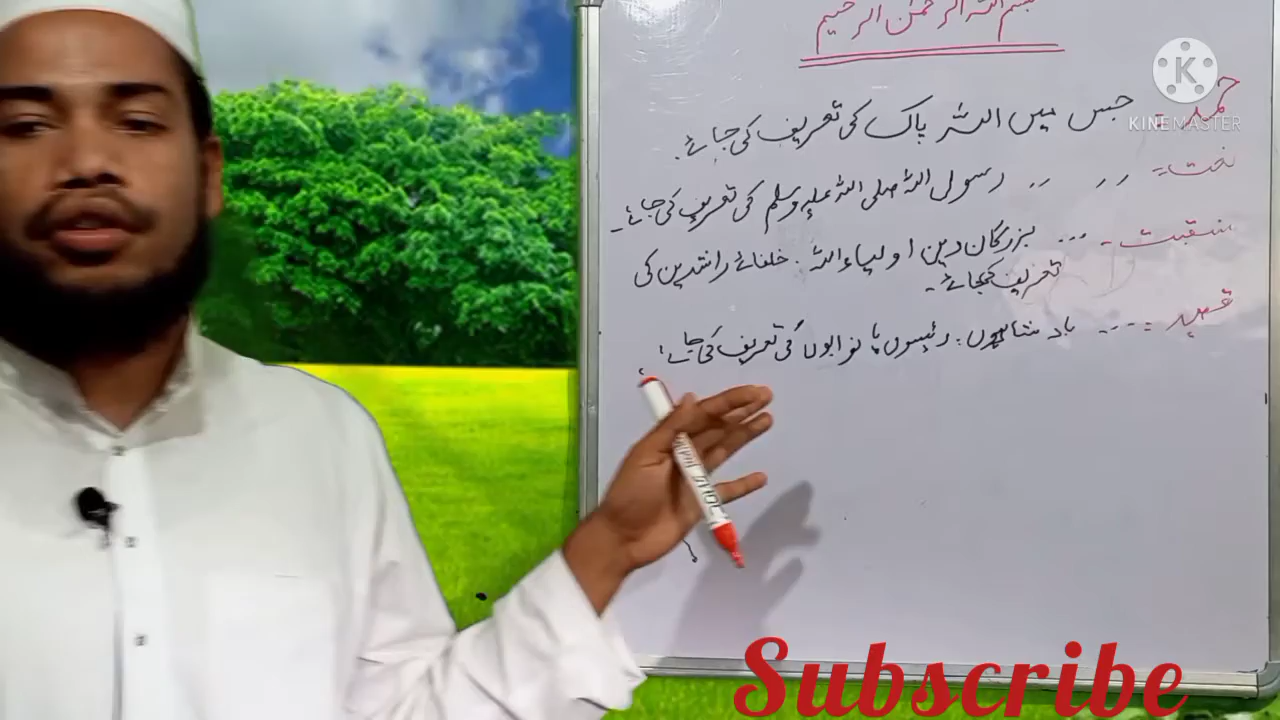 بسم اللہ الرحمٰن الرحیم
حمد = جس میں اللہ پاک کی تعریف کی جائے۔
نعت = 〃 〃 رسول اللہ صلی اللہ علیہ وسلم کی تعریف کی جائے۔
منقبت = ... بزرگان دین اولیاء اللہ . خلفائے راشدین کی
تعریف کیجائے۔
قصیدہ = ... بادشاہوں، رئیسوں یا نوابوں کی تعریف کی جائے،
KINEMASTER
Subscribe